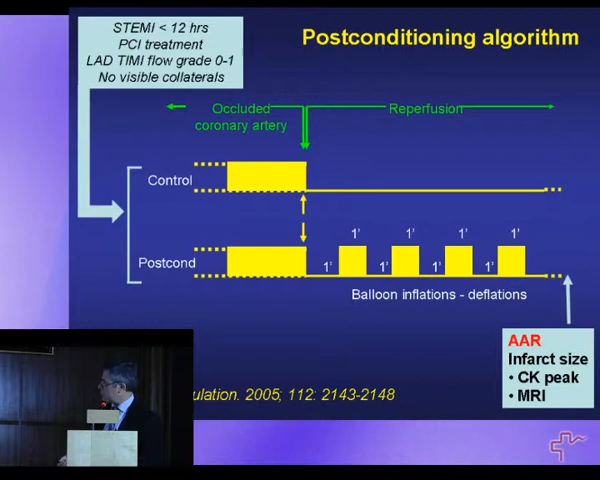 STEMI < 12 hrs
PCI treatment
LAD TIMI flow grade 0-1
No visible collaterals
Postconditioning algorithm
Occluded
coronary artery
Reperfusion
Control
Postcond
1' 1' 1' 1'
1' 1' 1' 1'
Balloon inflations - deflations
AAR
Infarct size
• CK peak
• MRI
ulation. 2005; 112: 2143-2148